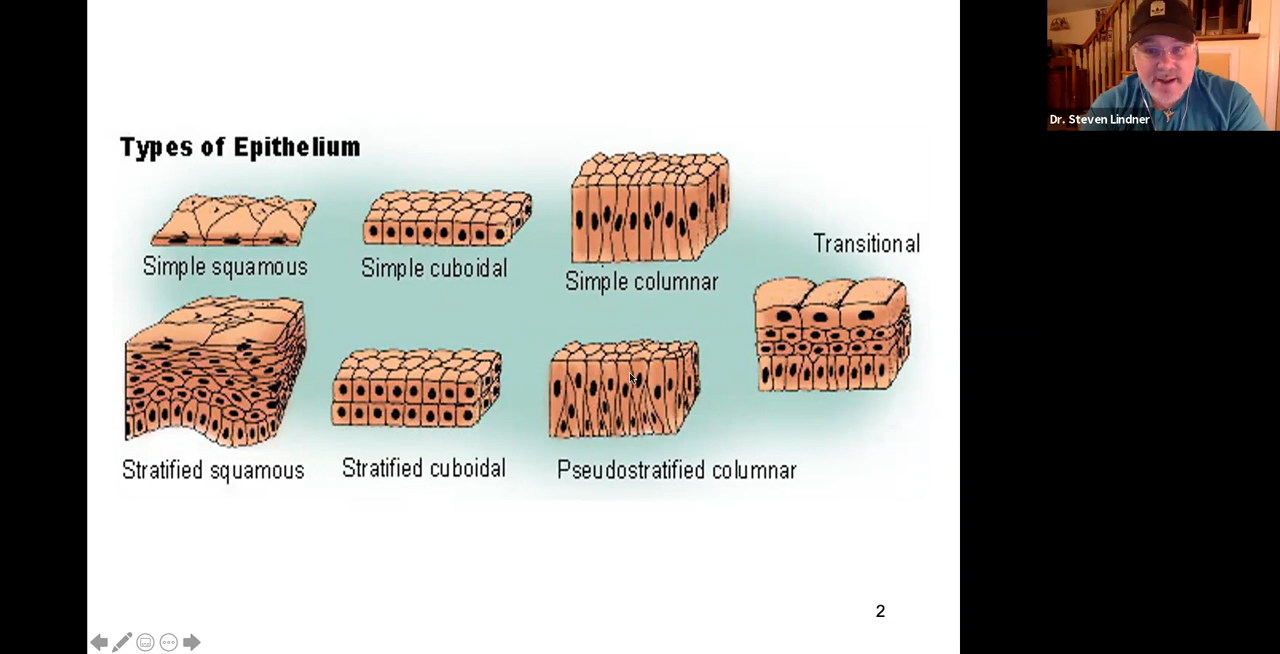 Types of Epithelium
Simple squamous
Simple cuboidal
Simple columnar
Transitional
Stratified squamous
Stratified cuboidal
Pseudostratified columnar
2
Dr. Steven Lindner